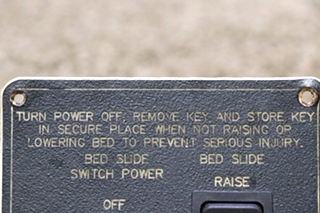 TURN POWER OFF, REMOVE KEY AND STORE KEY
IN SECURE PLACE WHEN NOT RAISING OR
LOWERING BED TO PREVENT SERIOUS INJURY.
BED SLIDE BED SLIDE
SWITCH POWER
RAISE
OFF